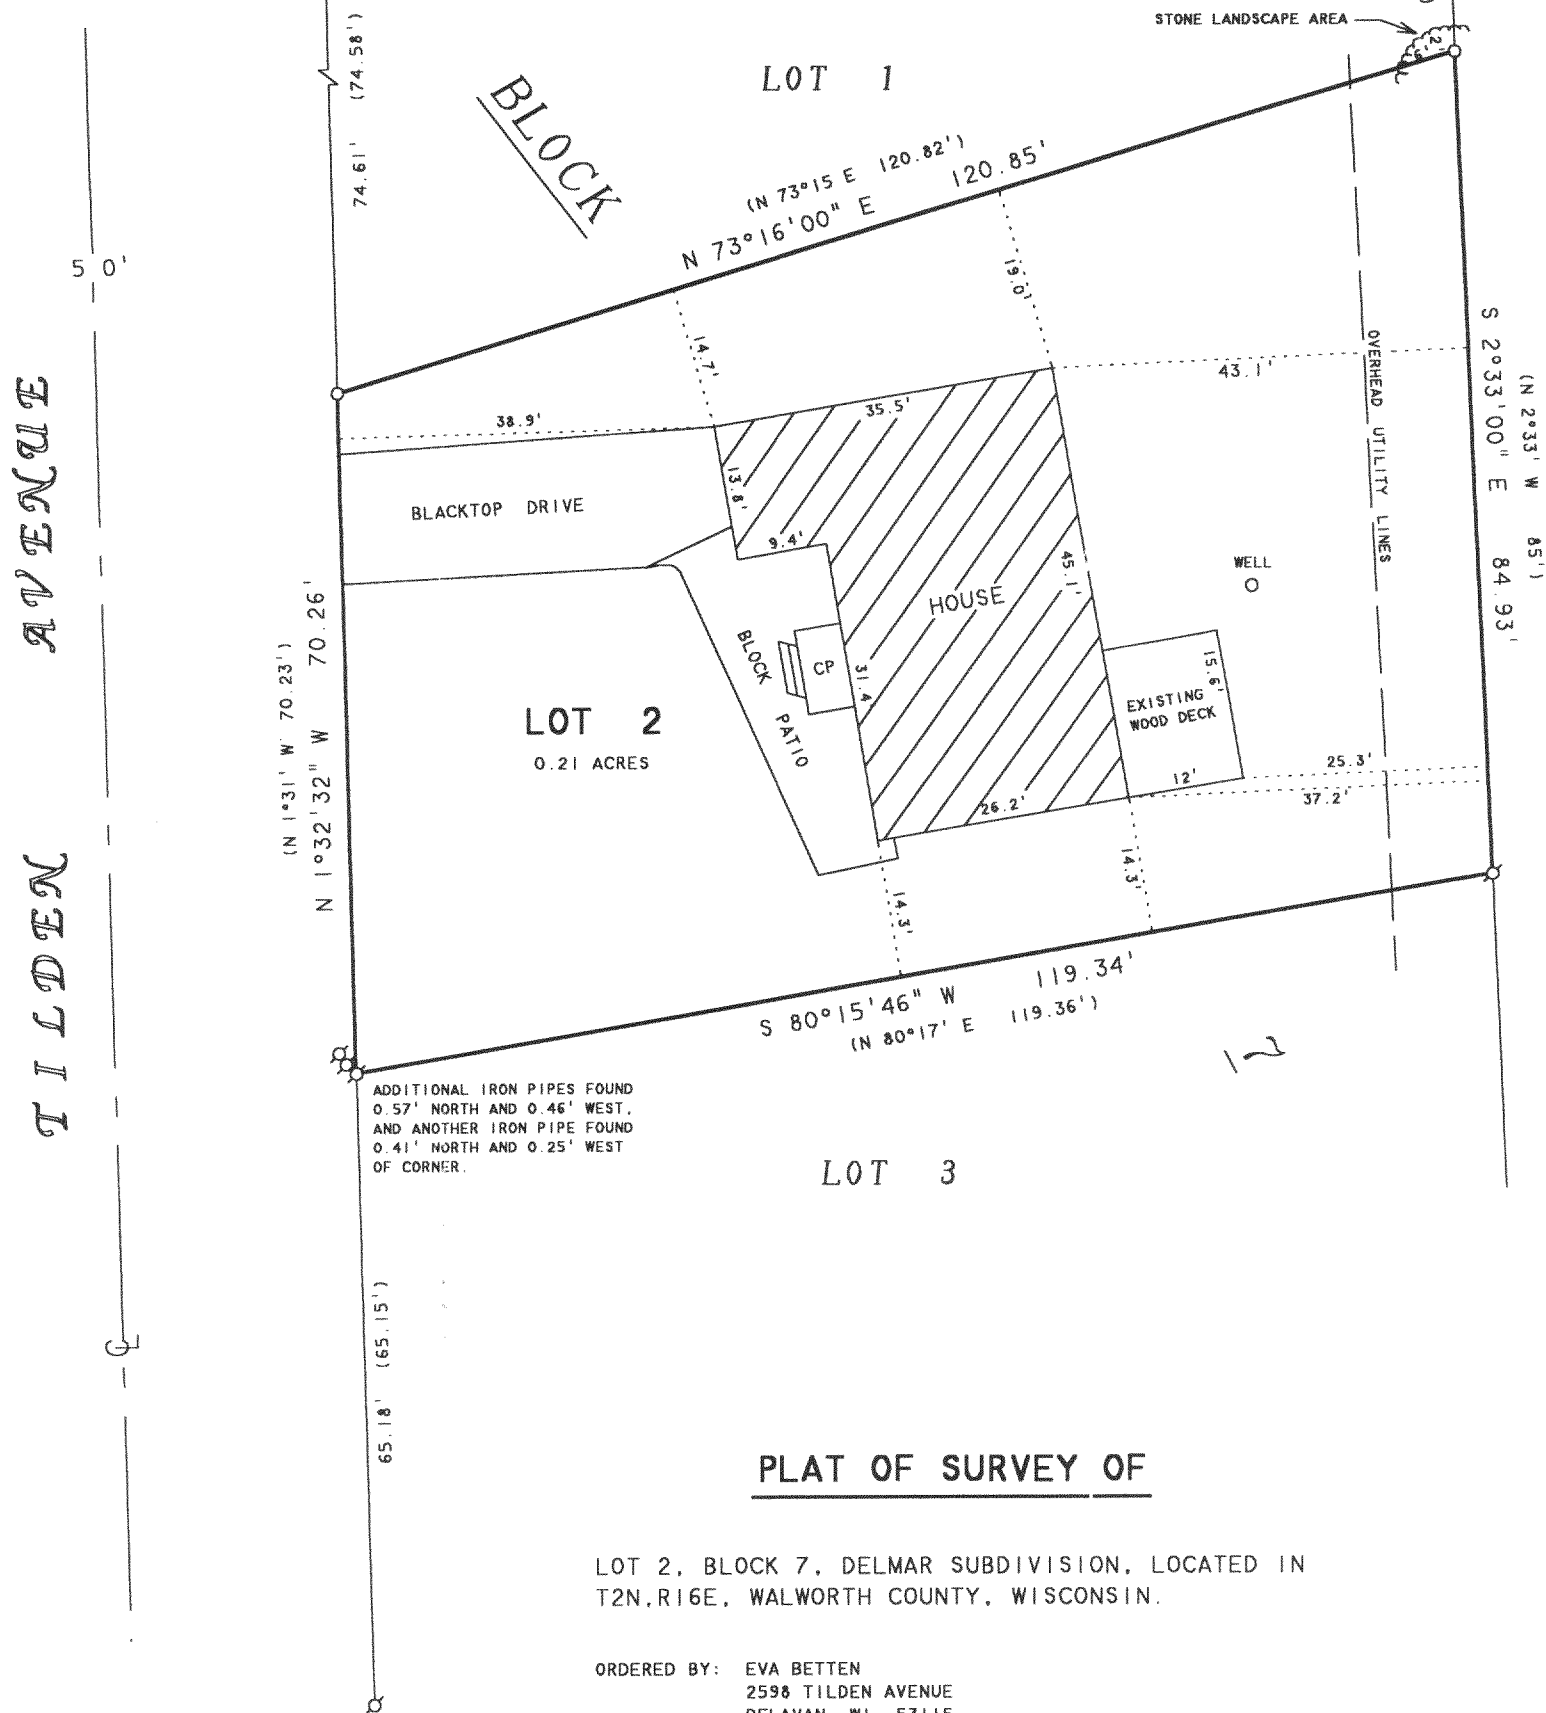 STONE LANDSCAPE AREA
2'
LOT 1
BLOCK
74.61' (74.58')
50'
(N 73°15 E 120.82')
N 73°16'00" E 120.85'
19.0'
14.7'
38.9'
35.5'
43.1'
OVERHEAD UTILITY LINES
S 2°33'00" E 84.93'
(N 2°33' W 85')
TILDEN AVENUE
BLACKTOP DRIVE
13.8'
9.4'
45.1'
HOUSE
WELL
BLOCK PATIO
CP
31.4'
15.6'
EXISTING
WOOD DECK
LOT 2
0.21 ACRES
(N 1°31' W 70.23')
N 1°32'32" W 70.26'
12'
25.3'
37.2'
26.2'
14.3'
14.3'
S 80°15'46" W 119.34'
(N 80°17' E 119.36')
ADDITIONAL IRON PIPES FOUND
0.57' NORTH AND 0.46' WEST,
AND ANOTHER IRON PIPE FOUND
0.41' NORTH AND 0.25' WEST
OF CORNER.
LOT 3
65.18' (65.15')
PLAT OF SURVEY OF
LOT 2, BLOCK 7, DELMAR SUBDIVISION, LOCATED IN
T2N,R16E, WALWORTH COUNTY, WISCONSIN.
ORDERED BY: EVA BETTEN
2598 TILDEN AVENUE
DELAVAN, WI. 53115